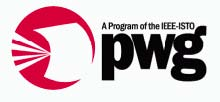 A Program of the IEEE-ISTO
pwg